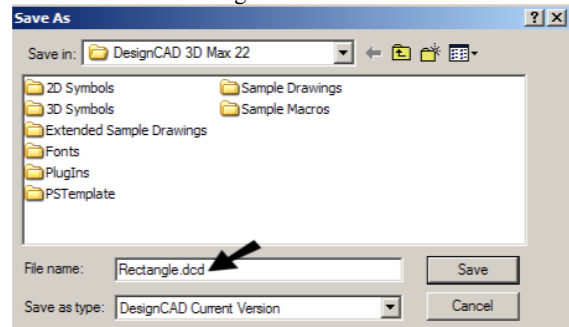 Save As
Save in: DesignCAD 3D Max 22
2D Symbols Sample Drawings
3D Symbols Sample Macros
Extended Sample Drawings
Fonts
PlugIns
PSTemplate
File name: Rectangle.dcd Save
Save as type: DesignCAD Current Version Cancel